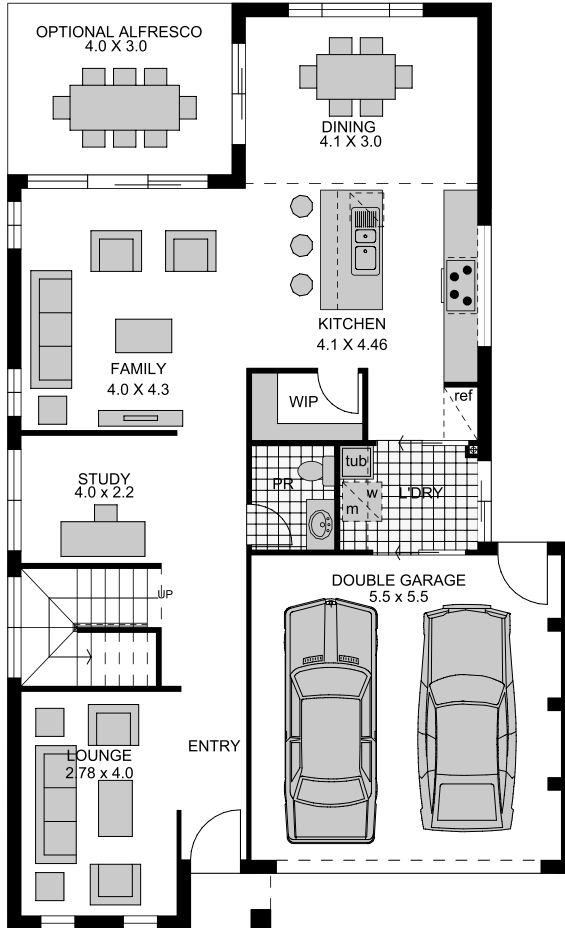 OPTIONAL ALFRESCO
4.0 X 3.0
DINING
4.1 X 3.0
KITCHEN
4.1 X 4.46
FAMILY
4.0 X 4.3
WIP
ref
STUDY
4.0 x 2.2
PR
tub
w
m
L'DRY
UP
DOUBLE GARAGE
5.5 x 5.5
ENTRY
LOUNGE
2.78 x 4.0